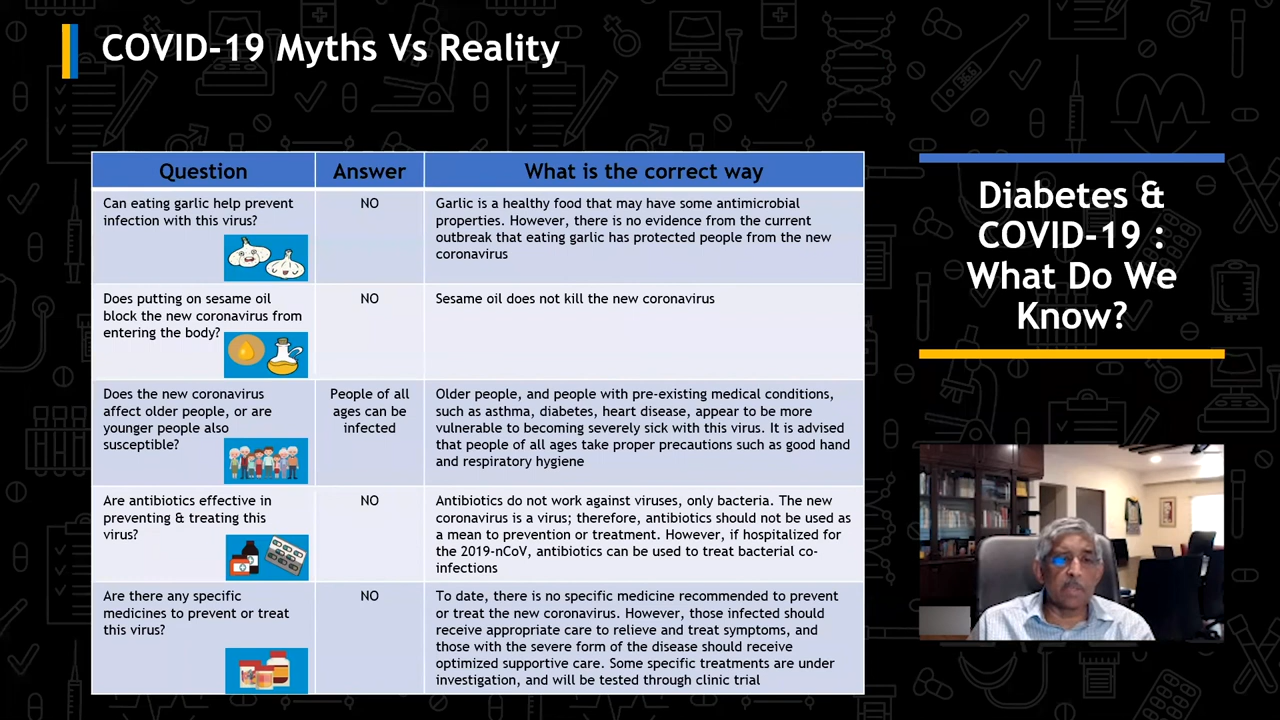 COVID-19 Myths Vs Reality
Question
Answer
What is the correct way
Can eating garlic help prevent
infection with this virus?
NO
Garlic is a healthy food that may have some antimicrobial
properties. However, there is no evidence from the current
outbreak that eating garlic has protected people from the new
coronavirus
Does putting on sesame oil
block the new coronavirus from
entering the body?
NO
Sesame oil does not kill the new coronavirus
Does the new coronavirus
affect older people, or are
younger people also
susceptible?
People of all
ages can be
infected
Older people, and people with pre-existing medical conditions,
such as asthma, diabetes, heart disease, appear to be more
vulnerable to becoming severely sick with this virus. It is advised
that people of all ages take proper precautions such as good hand
and respiratory hygiene
Are antibiotics effective in
preventing & treating this
virus?
NO
Antibiotics do not work against viruses, only bacteria. The new
coronavirus is a virus; therefore, antibiotics should not be used as
a mean to prevention or treatment. However, if hospitalized for
the 2019-nCoV, antibiotics can be used to treat bacterial co-
infections
Are there any specific
medicines to prevent or treat
this virus?
NO
To date, there is no specific medicine recommended to prevent
or treat the new coronavirus. However, those infected should
receive appropriate care to relieve and treat symptoms, and
those with the severe form of the disease should receive
optimized supportive care. Some specific treatments are under
investigation, and will be tested through clinic trial
Diabetes &
COVID-19 :
What Do We
Know?